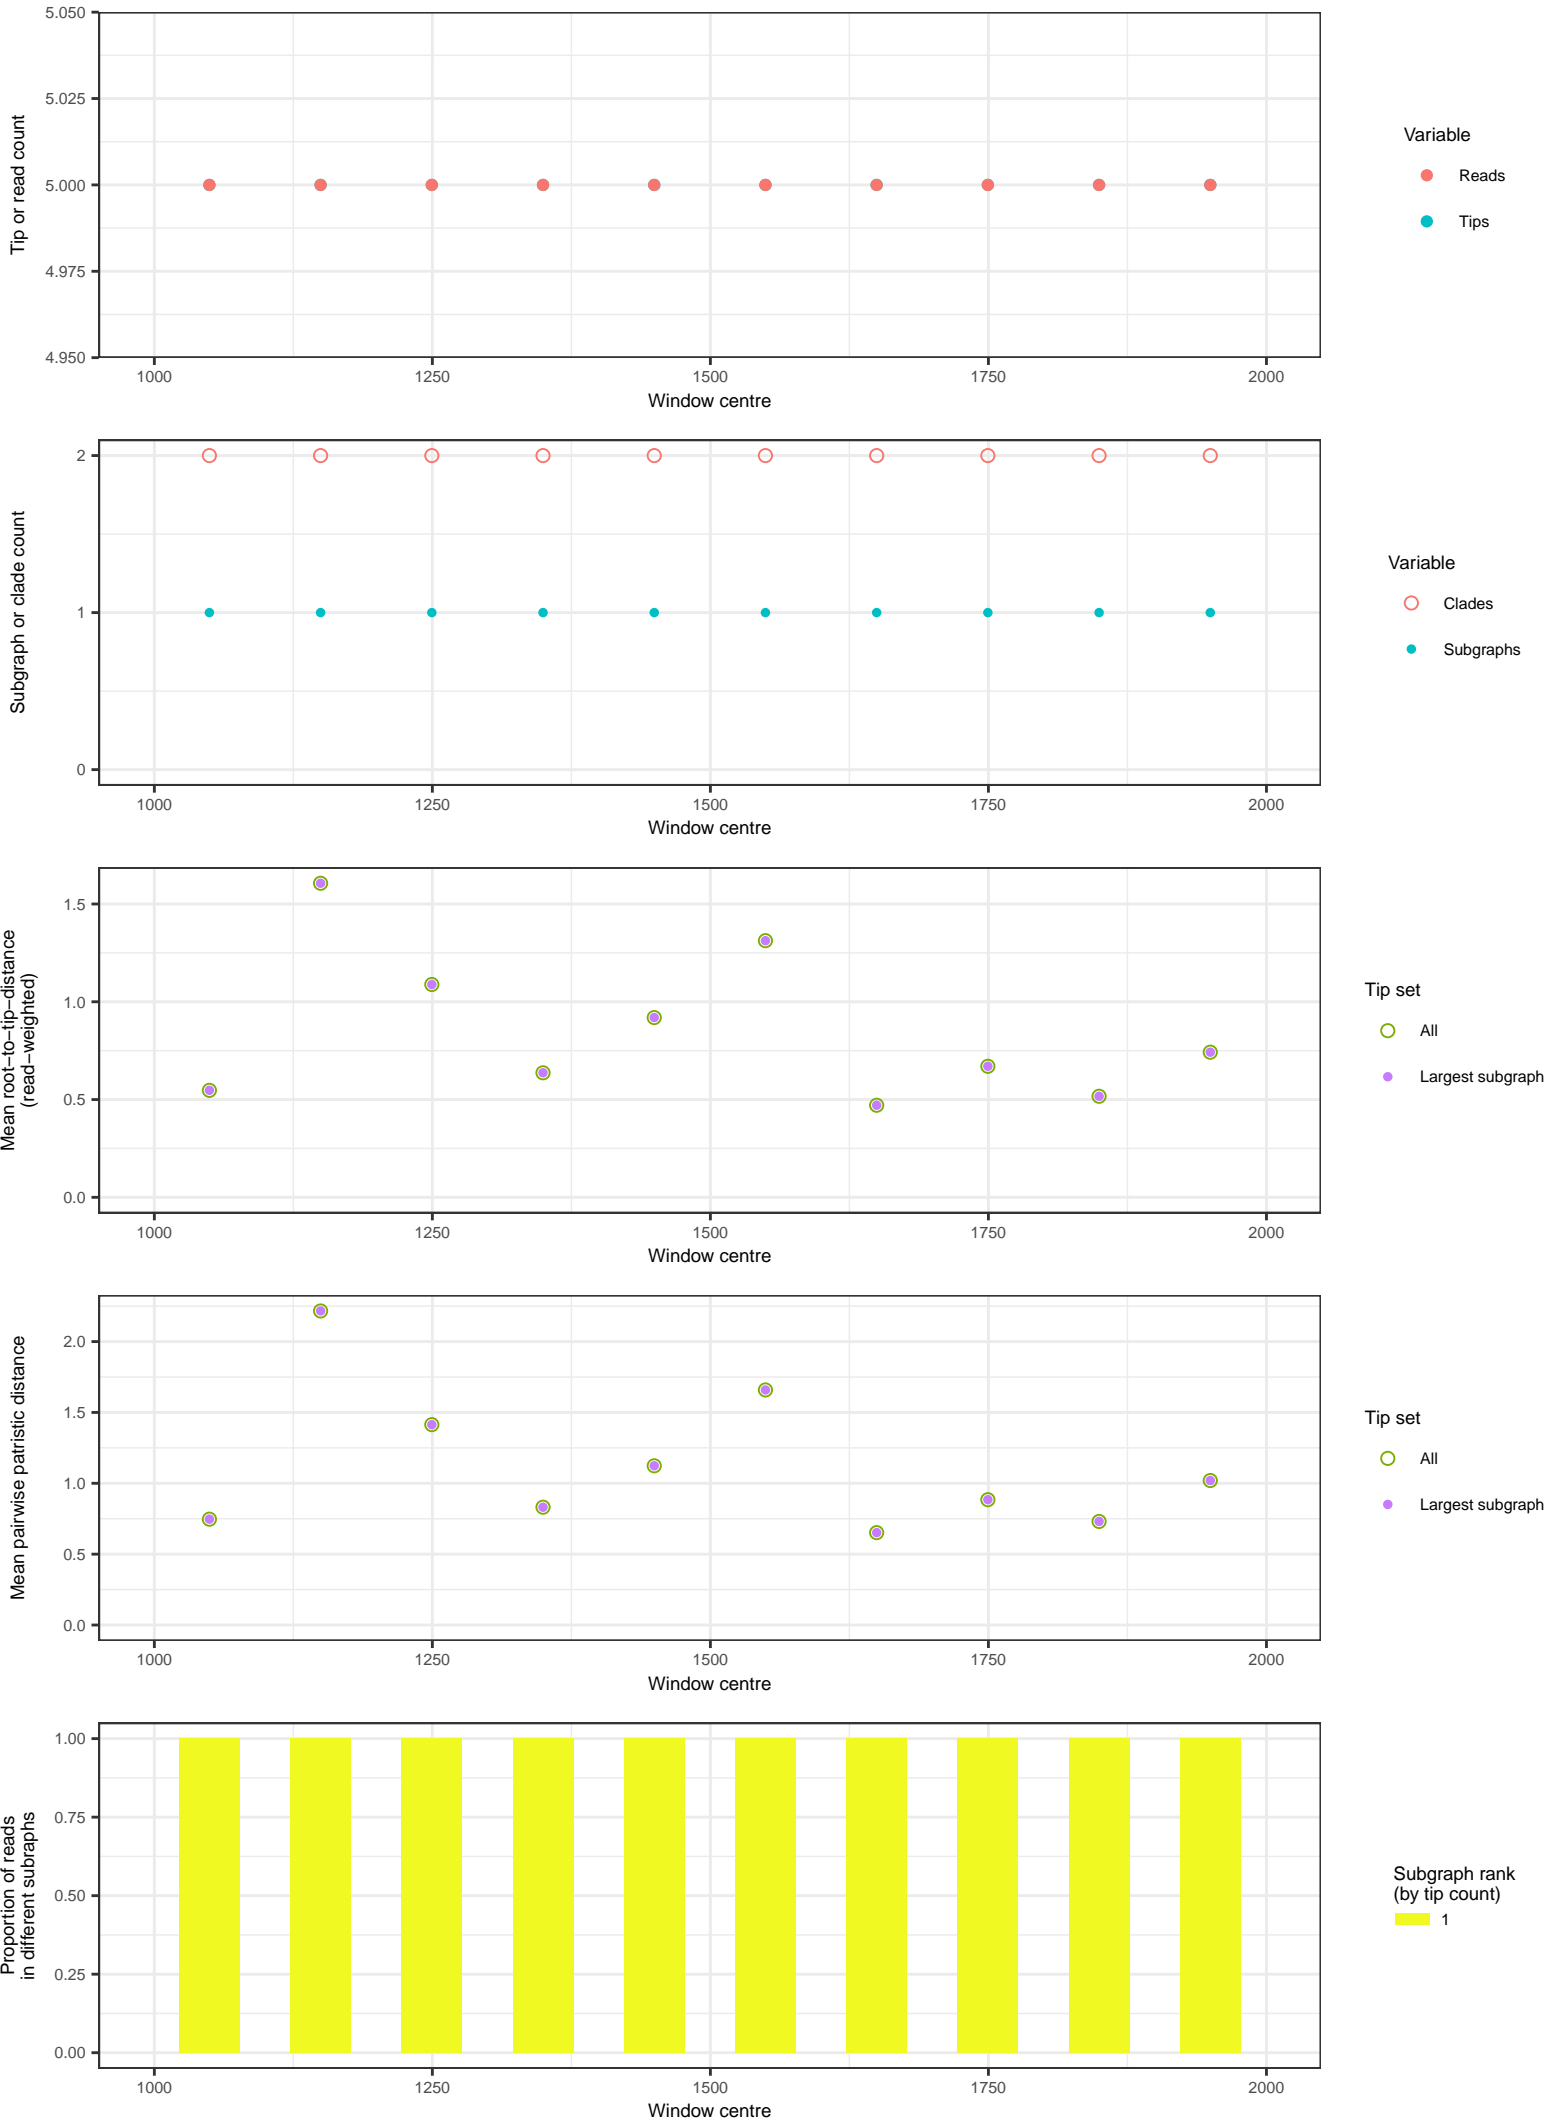 5.050
5.025
5.000
4.975
4.950
Tip or read count
1000 1250 1500 1750 2000
Window centre
Variable
Reads
Tips
2
1
0
Subgraph or clade count
1000 1250 1500 1750 2000
Window centre
Variable
Clades
Subgraphs
1.5
1.0
0.5
0.0
Mean root−to−tip−distance
(read−weighted)
1000 1250 1500 1750 2000
Window centre
Tip set
All
Largest subgraph
2.0
1.5
1.0
0.5
0.0
Mean pairwise patristic distance
1000 1250 1500 1750 2000
Window centre
Tip set
All
Largest subgraph
1.00
0.75
0.50
0.25
0.00
Proportion of reads
in different subraphs
1000 1250 1500 1750 2000
Window centre
Subgraph rank
(by tip count)
1